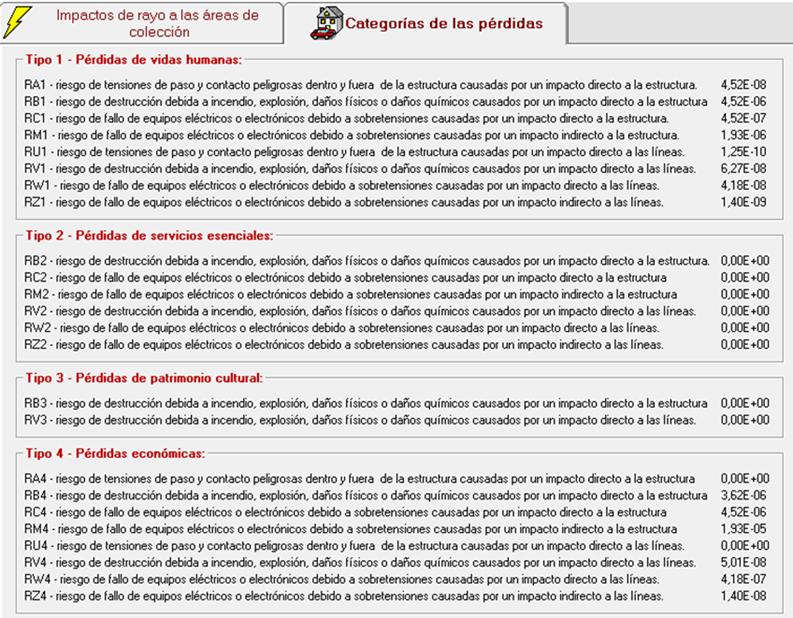 Impactos de rayo a las áreas de
colección
Categorías de las pérdidas
Tipo 1 - Pérdidas de vidas humanas:
RA1 - riesgo de tensiones de paso y contacto peligrosas dentro y fuera de la estructura causadas por un impacto directo a la estructura. 4,52E-08
RB1 - riesgo de destrucción debida a incendio, explosión, daños físicos o daños químicos causados por un impacto directo a la estructura 4,52E-06
RC1 - riesgo de fallo de equipos eléctricos o electrónicos debido a sobretensiones causadas por un impacto directo a la estructura. 4,52E-07
RM1 - riesgo de fallo de equipos eléctricos o electrónicos debido a sobretensiones causadas por un impacto indirecto a la estructura. 1,93E-06
RU1 - riesgo de tensiones de paso y contacto peligrosas dentro y fuera de la estructura causadas por un impacto directo a las líneas. 1,25E-10
RV1 - riesgo de destrucción debida a incendio, explosión, daños físicos o daños químicos causados por un impacto directo a las líneas. 6,27E-08
RW1 - riesgo de fallo de equipos eléctricos o electrónicos debido a sobretensiones causadas por un impacto directo a las líneas. 4,18E-08
RZ1 - riesgo de fallo de equipos eléctricos o electrónicos debido a sobretensiones causadas por un impacto indirecto a las líneas. 1,40E-09
Tipo 2 - Pérdidas de servicios esenciales:
RB2 - riesgo de destrucción debida a incendio, explosión, daños físicos o daños químicos causados por un impacto directo a la estructura. 0,00E+00
RC2 - riesgo de fallo de equipos eléctricos o electrónicos debido a sobretensiones causadas por un impacto directo a la estructura 0,00E+00
RM2 - riesgo de fallo de equipos eléctricos o electrónicos debido a sobretensiones causadas por un impacto indirecto a la estructura 0,00E+00
RV2 - riesgo de destrucción debida a incendio, explosión, daños físicos o daños químicos causados por un impacto directo a las líneas. 0,00E+00
RW2 - riesgo de fallo de equipos eléctricos o electrónicos debido a sobretensiones causadas por un impacto directo a las líneas. 0,00E+00
RZ2 - riesgo de fallo de equipos eléctricos o electrónicos debido a sobretensiones causadas por un impacto indirecto a las líneas. 0,00E+00
Tipo 3 - Pérdidas de patrimonio cultural:
RB3 - riesgo de destrucción debida a incendio, explosión, daños físicos o daños químicos causados por un impacto directo a la estructura 0,00E+00
RV3 - riesgo de destrucción debida a incendio, explosión, daños físicos o daños químicos causados por un impacto directo a las líneas. 0,00E+00
Tipo 4 - Pérdidas económicas:
RA4 - riesgo de tensiones de paso y contacto peligrosas dentro y fuera de la estructura causadas por un impacto directo a la estructura 0,00E+00
RB4 - riesgo de destrucción debida a incendio, explosión, daños físicos o daños químicos causados por un impacto directo a la estructura 3,62E-06
RC4 - riesgo de fallo de equipos eléctricos o electrónicos debido a sobretensiones causadas por un impacto directo a la estructura 4,52E-06
RM4 - riesgo de fallo de equipos eléctricos o electrónicos debido a sobretensiones causadas por un impacto indirecto a la estructura 1,93E-05
RU4 - riesgo de tensiones de paso y contacto peligrosas dentro y fuera de la estructura causadas por un impacto directo a las líneas. 0,00E+00
RV4 - riesgo de destrucción debida a incendio, explosión, daños físicos o daños químicos causados por un impacto directo a las líneas. 5,01E-08
RW4 - riesgo de fallo de equipos eléctricos o electrónicos debido a sobretensiones causadas por un impacto directo a las líneas. 4,18E-07
RZ4 - riesgo de fallo de equipos eléctricos o electrónicos debido a sobretensiones causadas por un impacto indirecto a las líneas. 1,40E-08